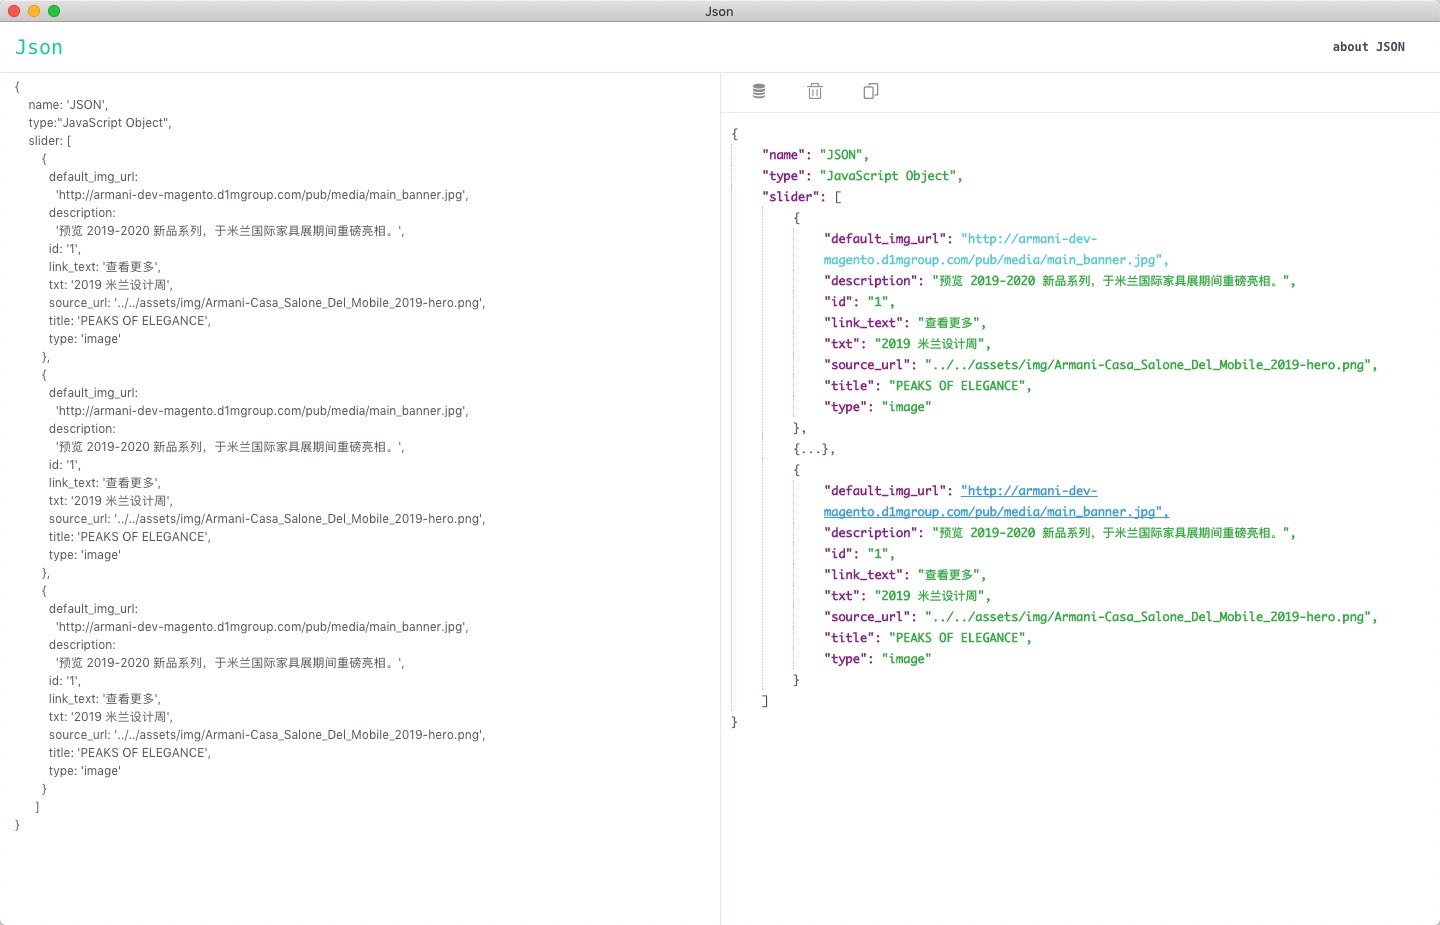 Json
Json
about JSON
{
name: 'JSON',
type:"JavaScript Object",
slider: [
{
default_img_url:
'http://armani-dev-magento.d1mgroup.com/pub/media/main_banner.jpg',
description:
'预览 2019-2020 新品系列，于米兰国际家具展期间重磅亮相。',
id: '1',
link_text: '查看更多',
txt: '2019 米兰设计周',
source_url: '../../assets/img/Armani-Casa_Salone_Del_Mobile_2019-hero.png',
title: 'PEAKS OF ELEGANCE',
type: 'image'
},
{
default_img_url:
'http://armani-dev-magento.d1mgroup.com/pub/media/main_banner.jpg',
description:
'预览 2019-2020 新品系列，于米兰国际家具展期间重磅亮相。',
id: '1',
link_text: '查看更多',
txt: '2019 米兰设计周',
source_url: '../../assets/img/Armani-Casa_Salone_Del_Mobile_2019-hero.png',
title: 'PEAKS OF ELEGANCE',
type: 'image'
},
{
default_img_url:
'http://armani-dev-magento.d1mgroup.com/pub/media/main_banner.jpg',
description:
'预览 2019-2020 新品系列，于米兰国际家具展期间重磅亮相。',
id: '1',
link_text: '查看更多',
txt: '2019 米兰设计周',
source_url: '../../assets/img/Armani-Casa_Salone_Del_Mobile_2019-hero.png',
title: 'PEAKS OF ELEGANCE',
type: 'image'
}
]
}
{
"name": "JSON",
"type": "JavaScript Object",
"slider": [
{
"default_img_url": "http://armani-dev-
magento.d1mgroup.com/pub/media/main_banner.jpg",
"description": "预览 2019-2020 新品系列，于米兰国际家具展期间重磅亮相。",
"id": "1",
"link_text": "查看更多",
"txt": "2019 米兰设计周",
"source_url": "../../assets/img/Armani-Casa_Salone_Del_Mobile_2019-hero.png",
"title": "PEAKS OF ELEGANCE",
"type": "image"
},
{...},
{
"default_img_url": "http://armani-dev-
magento.d1mgroup.com/pub/media/main_banner.jpg",
"description": "预览 2019-2020 新品系列，于米兰国际家具展期间重磅亮相。",
"id": "1",
"link_text": "查看更多",
"txt": "2019 米兰设计周",
"source_url": "../../assets/img/Armani-Casa_Salone_Del_Mobile_2019-hero.png",
"title": "PEAKS OF ELEGANCE",
"type": "image"
}
]
}